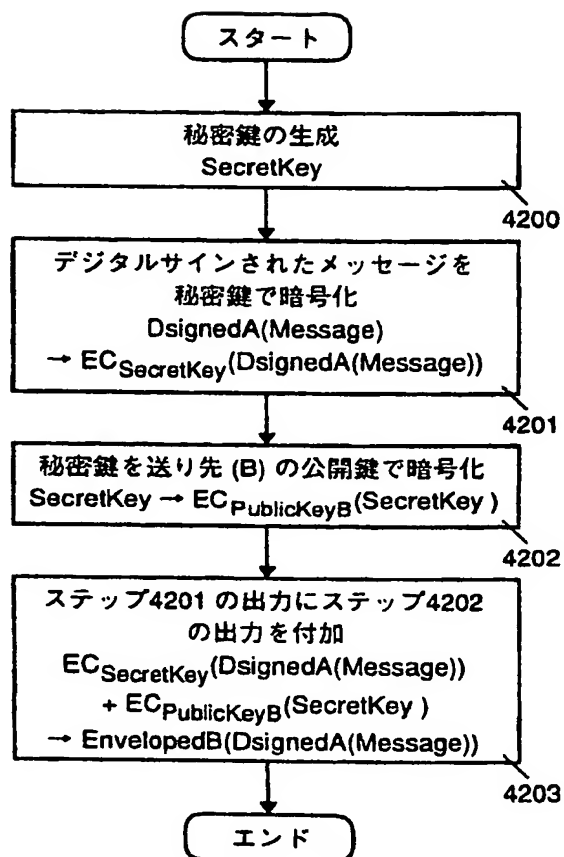 スタート
秘密鍵の生成
SecretKey
4200
デジタルサインされたメッセージを
秘密鍵で暗号化
DsignedA(Message)
→ ECSecretKey(DsignedA(Message))
4201
秘密鍵を送り先 (B) の公開鍵で暗号化
SecretKey → ECPublicKeyB(SecretKey )
4202
ステップ4201 の出力にステップ4202
の出力を付加
ECSecretKey(DsignedA(Message))
+ ECPublicKeyB(SecretKey )
→ EnvelopedB(DsignedA(Message))
4203
エンド